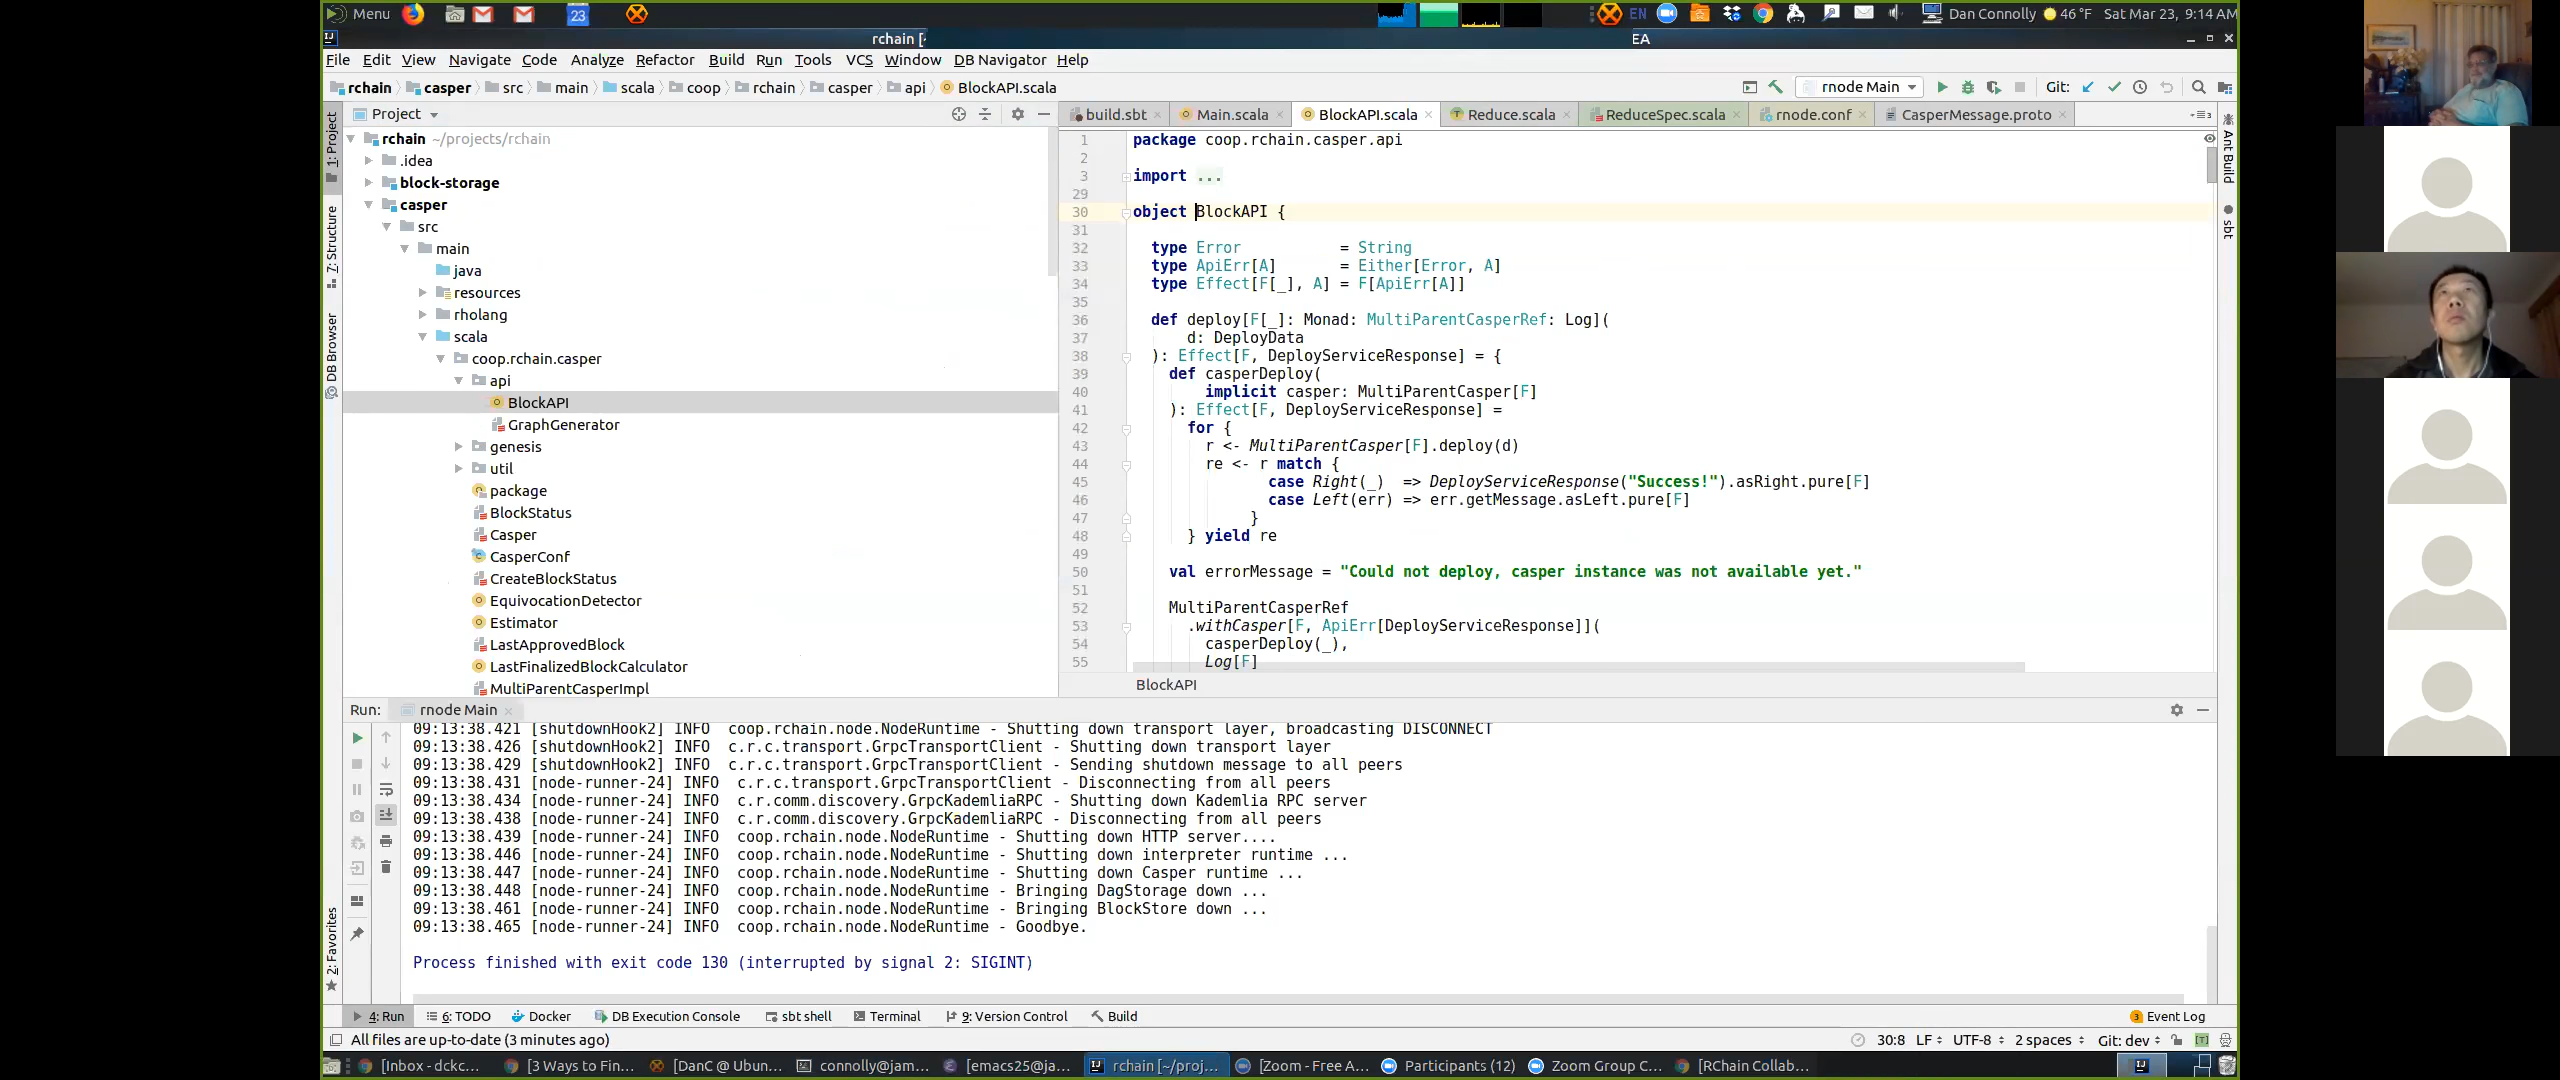 Menu
23
EN
Dan Connolly
46 °F
Sat Mar 23, 9:14 AM
rchain [-
EA
File Edit View Navigate Code Analyze Refactor Build Run Tools VCS Window DB Navigator Help
rchain casper src main scala coop rchain casper api BlockAPI.scala
rnode Main
Git:
Project
build.sbt Main.scala BlockAPI.scala Reduce.scala ReduceSpec.scala rnode.conf CasperMessage.proto
1: Project
7: Structure
DB Browser
2: Favorites
Ant Build
sbt
rchain ~/projects/rchain
.idea
block-storage
casper
src
main
java
resources
rholang
scala
coop.rchain.casper
api
BlockAPI
GraphGenerator
genesis
util
package
BlockStatus
Casper
CasperConf
CreateBlockStatus
EquivocationDetector
Estimator
LastApprovedBlock
LastFinalizedBlockCalculator
MultiParentCasperImpl
1 package coop.rchain.casper.api
2
3 import ...
29
30 object BlockAPI {
31
32 type Error = String
33 type ApiErr[A] = Either[Error, A]
34 type Effect[F[_], A] = F[ApiErr[A]]
35
36 def deploy[F[_]: Monad: MultiParentCasperRef: Log](
37 d: DeployData
38 ): Effect[F, DeployServiceResponse] = {
39 def casperDeploy(
40 implicit casper: MultiParentCasper[F]
41 ): Effect[F, DeployServiceResponse] =
42 for {
43 r <- MultiParentCasper[F].deploy(d)
44 re <- r match {
45 case Right(_) => DeployServiceResponse("Success!").asRight.pure[F]
46 case Left(err) => err.getMessage.asLeft.pure[F]
47 }
48 } yield re
49
50 val errorMessage = "Could not deploy, casper instance was not available yet."
51
52 MultiParentCasperRef
53 .withCasper[F, ApiErr[DeployServiceResponse]](
54 casperDeploy(_),
55 Log[F]
BlockAPI
Run: rnode Main
09:13:38.421 [shutdownHook2] INFO coop.rchain.node.NodeRuntime - Shutting down transport layer, broadcasting DISCONNECT
09:13:38.426 [shutdownHook2] INFO c.r.c.transport.GrpcTransportClient - Shutting down transport layer
09:13:38.429 [shutdownHook2] INFO c.r.c.transport.GrpcTransportClient - Sending shutdown message to all peers
09:13:38.431 [node-runner-24] INFO c.r.c.transport.GrpcTransportClient - Disconnecting from all peers
09:13:38.434 [node-runner-24] INFO c.r.comm.discovery.GrpcKademliaRPC - Shutting down Kademlia RPC server
09:13:38.438 [node-runner-24] INFO c.r.comm.discovery.GrpcKademliaRPC - Disconnecting from all peers
09:13:38.439 [node-runner-24] INFO coop.rchain.node.NodeRuntime - Shutting down HTTP server....
09:13:38.446 [node-runner-24] INFO coop.rchain.node.NodeRuntime - Shutting down interpreter runtime ...
09:13:38.447 [node-runner-24] INFO coop.rchain.node.NodeRuntime - Shutting down Casper runtime ...
09:13:38.448 [node-runner-24] INFO coop.rchain.node.NodeRuntime - Bringing DagStorage down ...
09:13:38.461 [node-runner-24] INFO coop.rchain.node.NodeRuntime - Bringing BlockStore down ...
09:13:38.465 [node-runner-24] INFO coop.rchain.node.NodeRuntime - Goodbye.
Process finished with exit code 130 (interrupted by signal 2: SIGINT)
4: Run 6: TODO Docker DB Execution Console sbt shell Terminal 9: Version Control Build
3 Event Log
All files are up-to-date (3 minutes ago)
30:8 LF UTF-8 2 spaces Git: dev
[Inbox - dckc... [3 Ways to Fin... [DanC @ Ubun... connolly@jam... [emacs25@ja... rchain [~/proj... [Zoom - Free A... Participants (12) Zoom Group C... [RChain Collab...